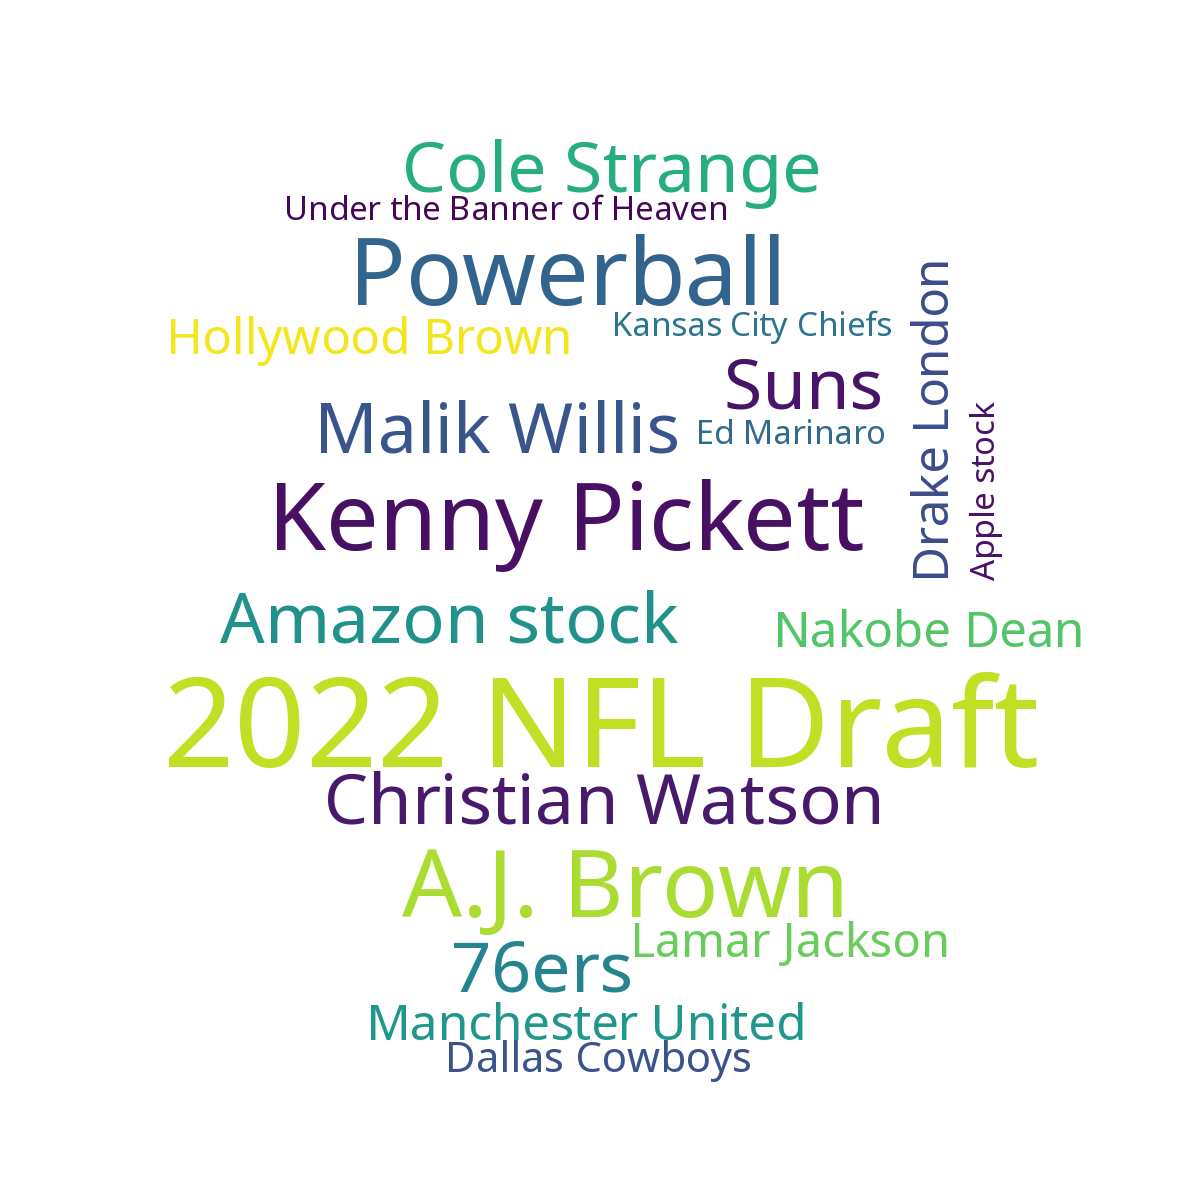 Cole Strange
Under the Banner of Heaven
Powerball
Hollywood Brown
Kansas City Chiefs
Drake London
Suns
Malik Willis
Ed Marinaro
Apple stock
Kenny Pickett
Amazon stock
Nakobe Dean
2022 NFL Draft
Christian Watson
A.J. Brown
Lamar Jackson
76ers
Manchester United
Dallas Cowboys